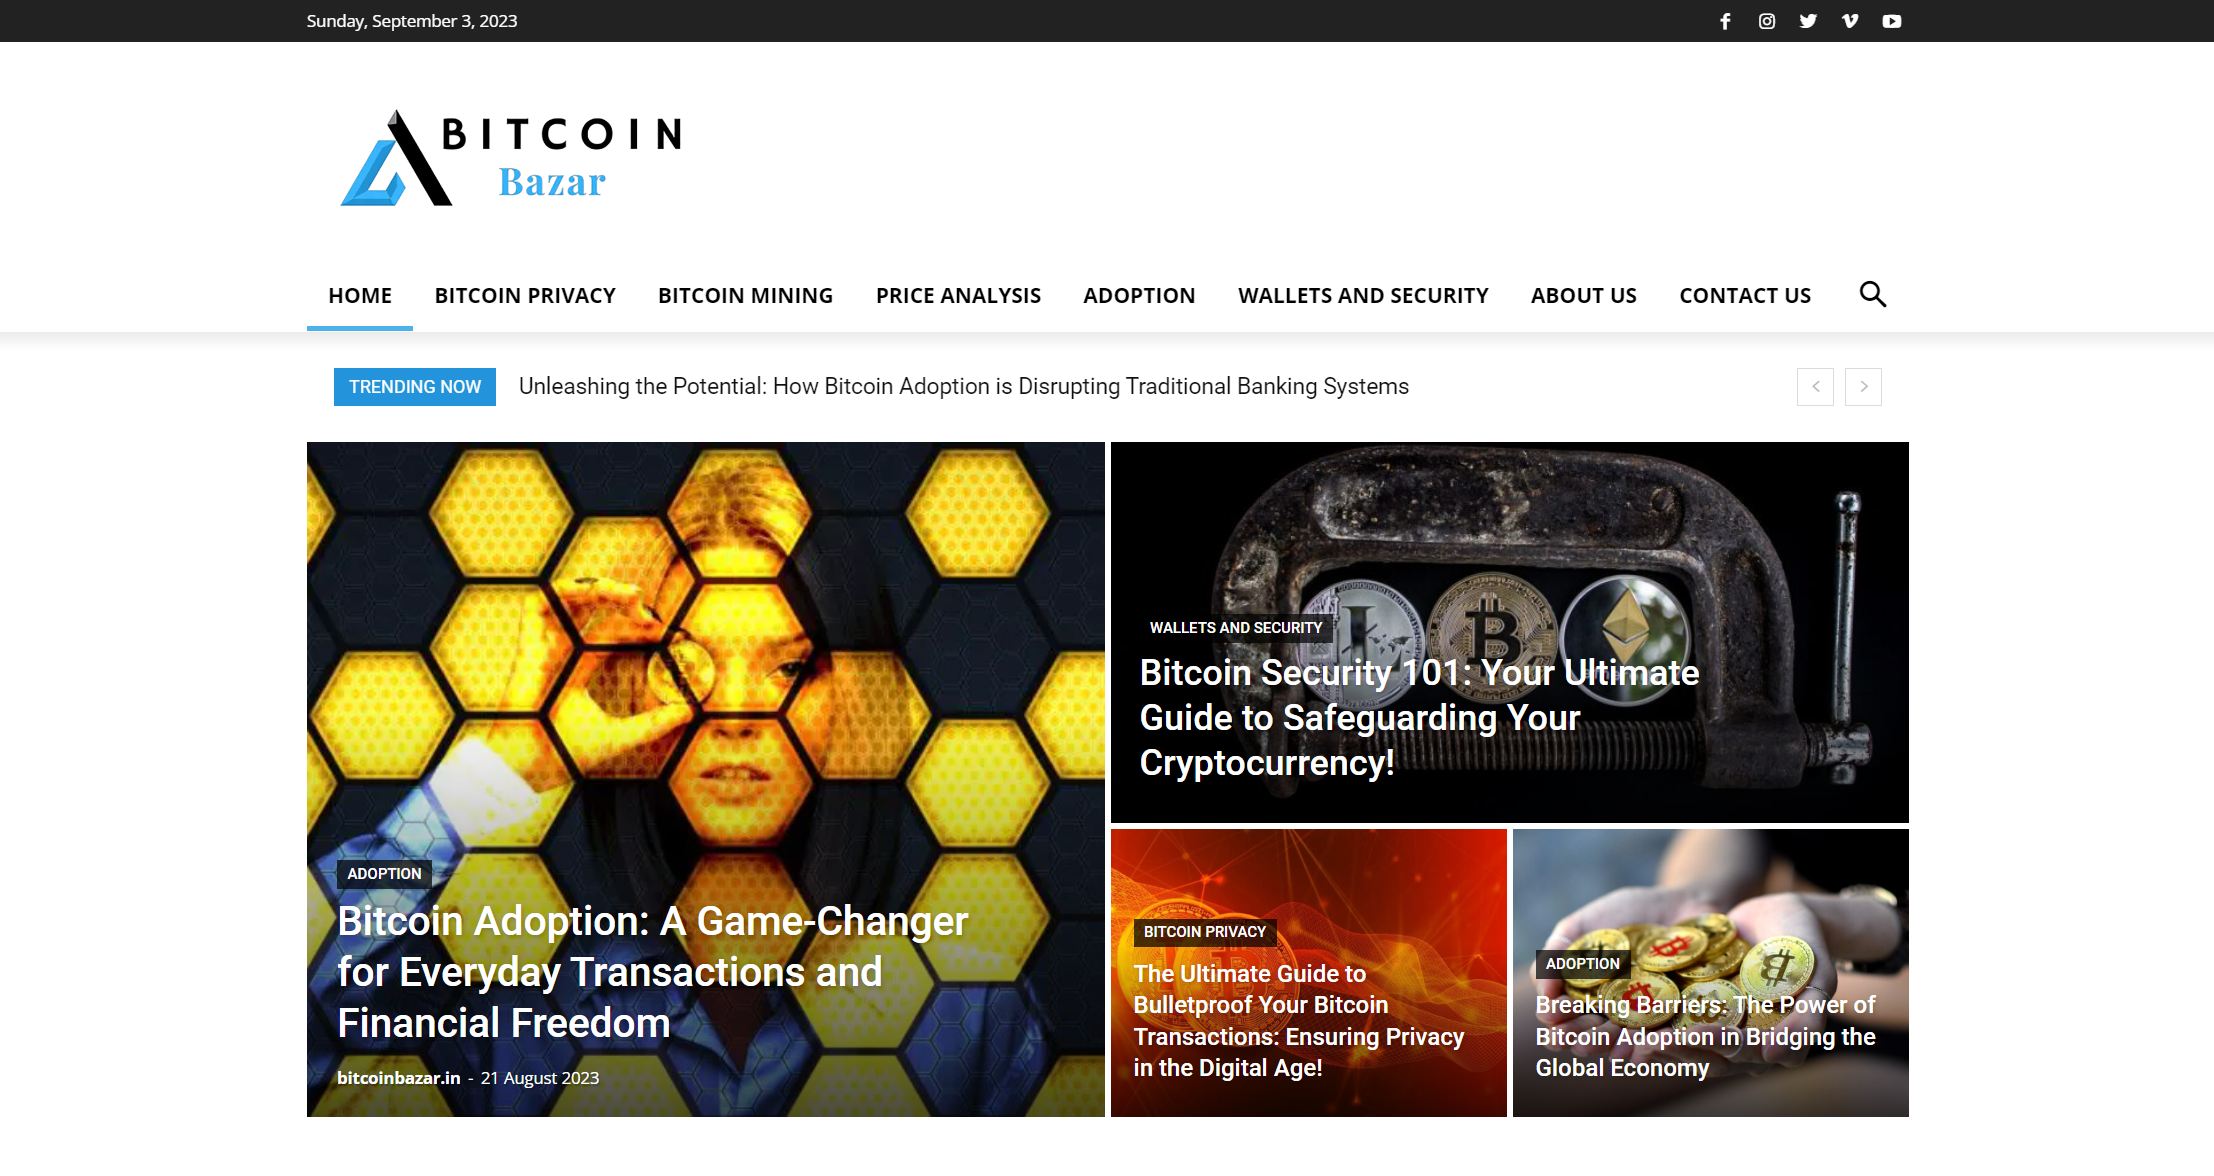 Sunday, September 3, 2023
BITCOIN
Bazar
HOME BITCOIN PRIVACY BITCOIN MINING PRICE ANALYSIS ADOPTION WALLETS AND SECURITY ABOUT US CONTACT US
TRENDING NOW Unleashing the Potential: How Bitcoin Adoption is Disrupting Traditional Banking Systems
ADOPTION
Bitcoin Adoption: A Game-Changer
for Everyday Transactions and
Financial Freedom
bitcoinbazar.in - 21 August 2023
WALLETS AND SECURITY
Bitcoin Security 101: Your Ultimate
Guide to Safeguarding Your
Cryptocurrency!
BITCOIN PRIVACY
The Ultimate Guide to
Bulletproof Your Bitcoin
Transactions: Ensuring Privacy
in the Digital Age!
ADOPTION
Breaking Barriers: The Power of
Bitcoin Adoption in Bridging the
Global Economy